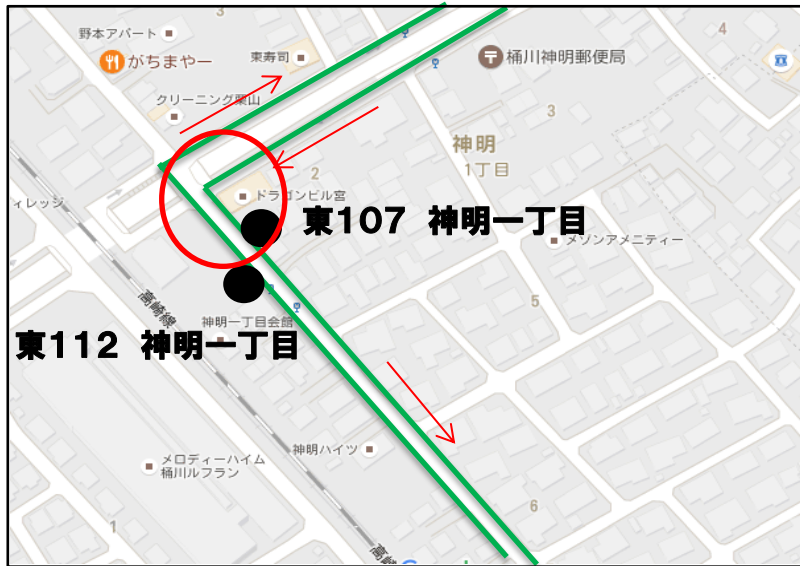 3
4
野本アパート
がちまやー
東寿司
桶川神明郵便局
クリーニング栗山
3
神明
1丁目
2
ィレッジ
ドラゴンビル宮
東107 神明一丁目
メゾンアメニティー
高崎線
5
神明一丁目会館
東112 神明一丁目
神明ハイツ
メロディーハイム
桶川ルフラン
6
1